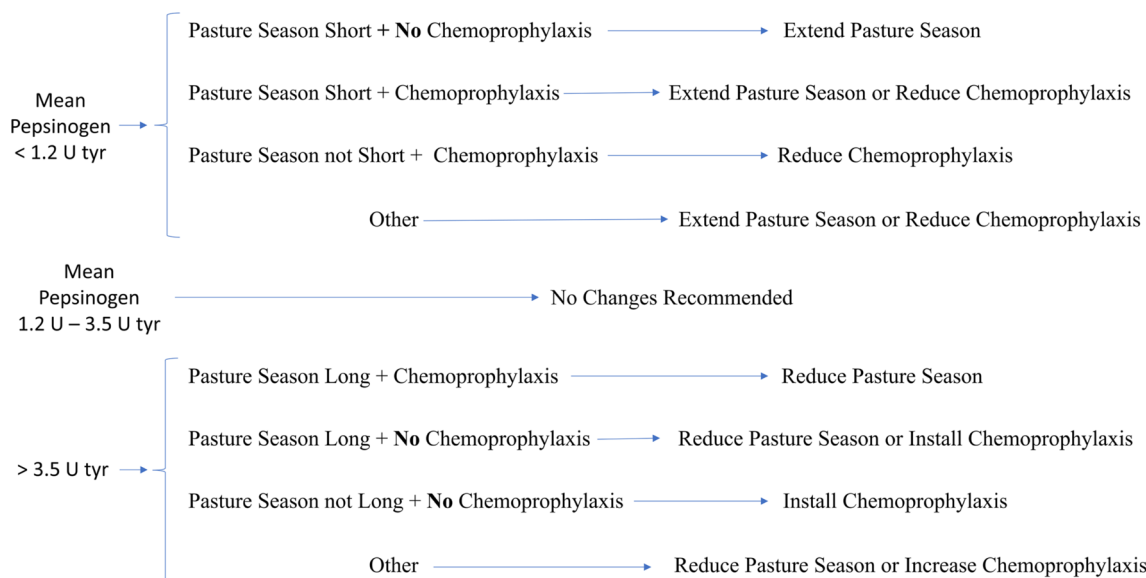 Pasture Season Short + No Chemoprophylaxis Extend Pasture Season
Mean
Pepsinogen
< 1.2 U tyr
Pasture Season Short + Chemoprophylaxis Extend Pasture Season or Reduce Chemoprophylaxis
Pasture Season not Short + Chemoprophylaxis Reduce Chemoprophylaxis
Other Extend Pasture Season or Reduce Chemoprophylaxis
Mean
Pepsinogen
1.2 U – 3.5 U tyr
No Changes Recommended
Pasture Season Long + Chemoprophylaxis Reduce Pasture Season
Pasture Season Long + No Chemoprophylaxis Reduce Pasture Season or Install Chemoprophylaxis
> 3.5 U tyr
Pasture Season not Long + No Chemoprophylaxis Install Chemoprophylaxis
Other Reduce Pasture Season or Increase Chemoprophylaxis